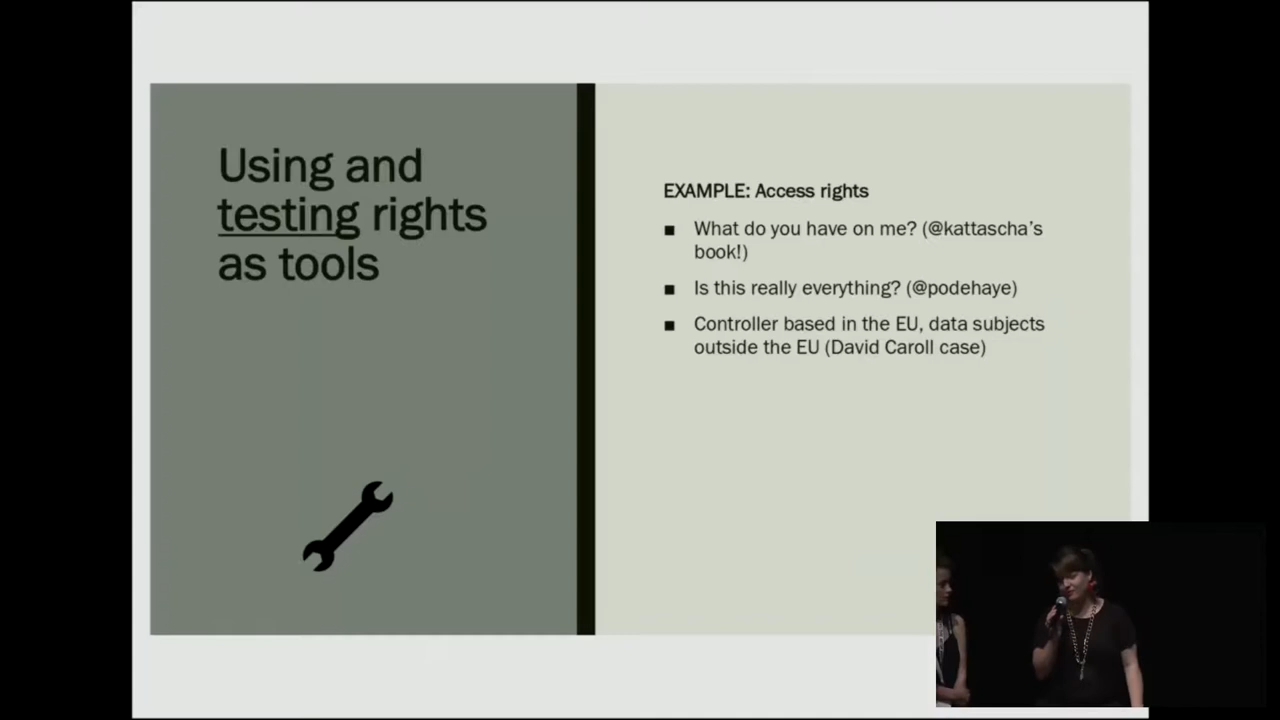 Using and
testing rights
as tools
EXAMPLE: Access rights
■ What do you have on me? (@kattascha’s
book!)
■ Is this really everything? (@podehaye)
■ Controller based in the EU, data subjects
outside the EU (David Caroll case)